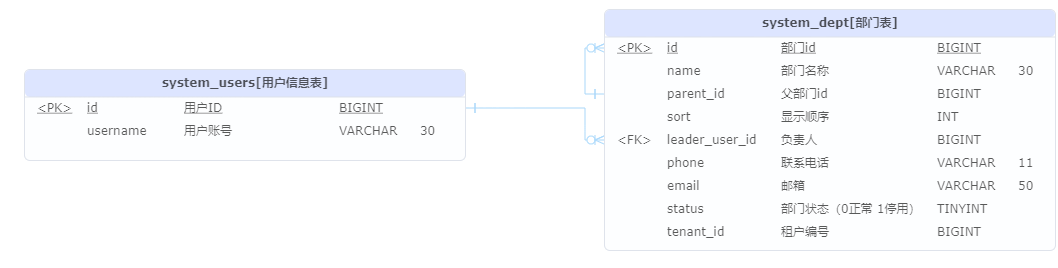 system_users[用户信息表]
<PK> id 用户ID BIGINT
username 用户账号 VARCHAR 30
system_dept[部门表]
<PK> id 部门id BIGINT
name 部门名称 VARCHAR 30
parent_id 父部门id BIGINT
sort 显示顺序 INT
<FK> leader_user_id 负责人 BIGINT
phone 联系电话 VARCHAR 11
email 邮箱 VARCHAR 50
status 部门状态（0正常 1停用） TINYINT
tenant_id 租户编号 BIGINT